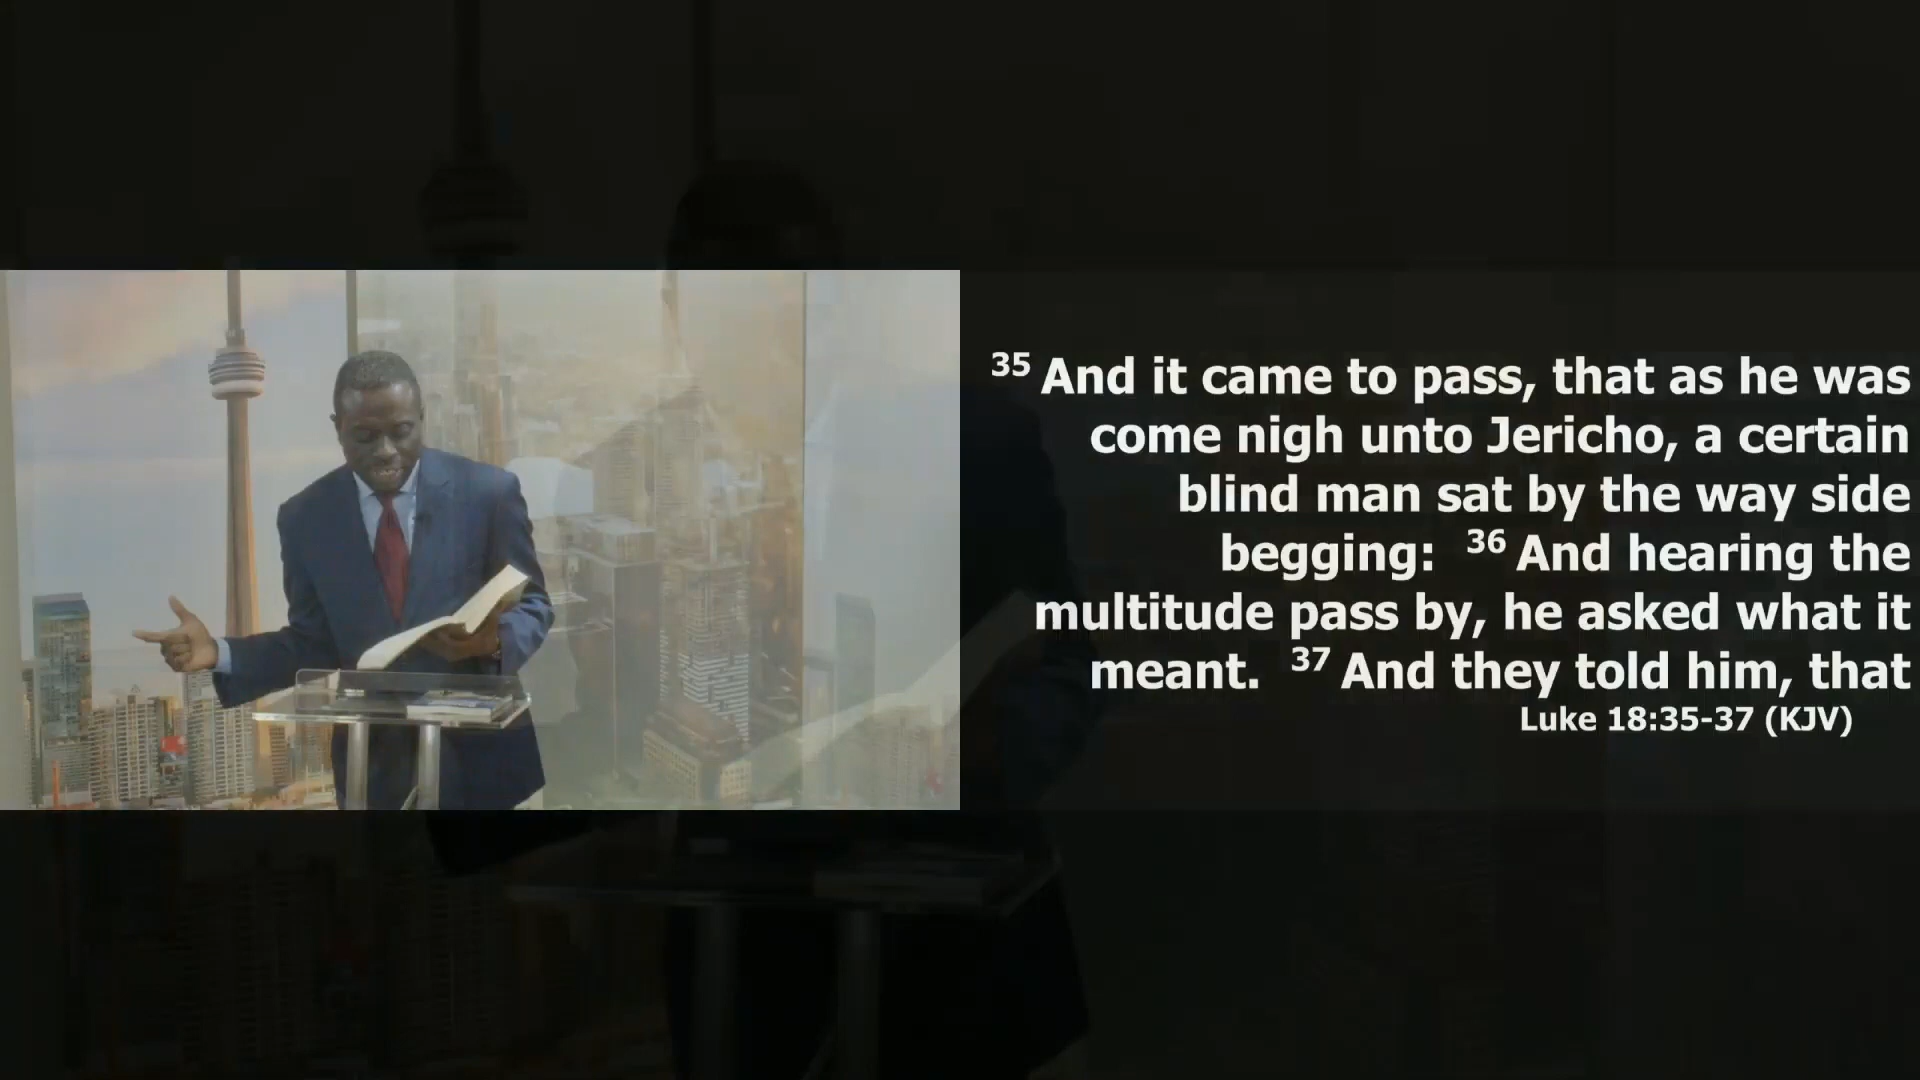 35 And it came to pass, that as he was
come nigh unto Jericho, a certain
blind man sat by the way side
begging: 36 And hearing the
multitude pass by, he asked what it
meant. 37 And they told him, that
Luke 18:35-37 (KJV)